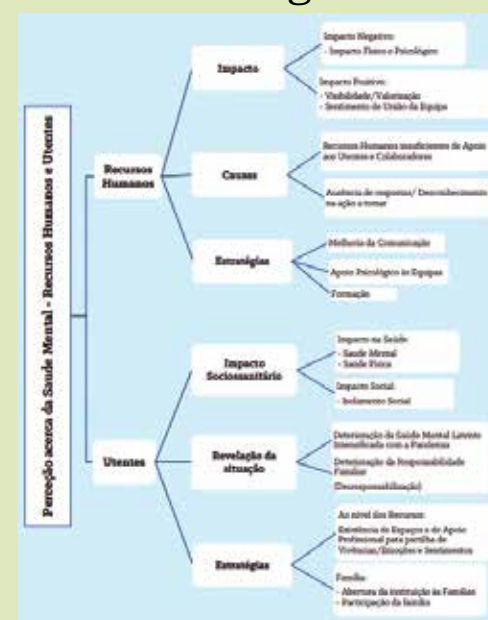 Perceção acerca da Saude Mental - Recursos Humanos e Utentes
Recursos
Humanos
Impacto
Impacto Negativo:
- Impacto Físico e Psicológico
Impacto Positivo:
- Visibilidade/Valorização
- Sentimento de União da Equipa
Causas
Recursos Humanos insuficientes de Apoio
aos Utentes e Colaboradores
Ausência de respostas/ Desconhecimento
na ação a tomar
Estratégias
Melhoria da Comunicação
Apoio Psicológico às Equipas
Formação
Utentes
Impacto
Sociossanitário
Impacto na Saúde:
- Saude Mental
- Saude Física
Impacto Social:
- Isolamento Social
Revelação da
situação
Deterioração da Saúde Mental Latente
Intensificada com a Pandemia
Deterioração da Responsabilidade
Familiar
(Desresponsabilização)
Estratégias
Ao nível dos Recursos:
Existência de Espaços e de Apoio
Profissional para partilha de
Vivências/Emoções e Sentimentos
Família:
- Abertura da instituição às Famílias
- Participação da família